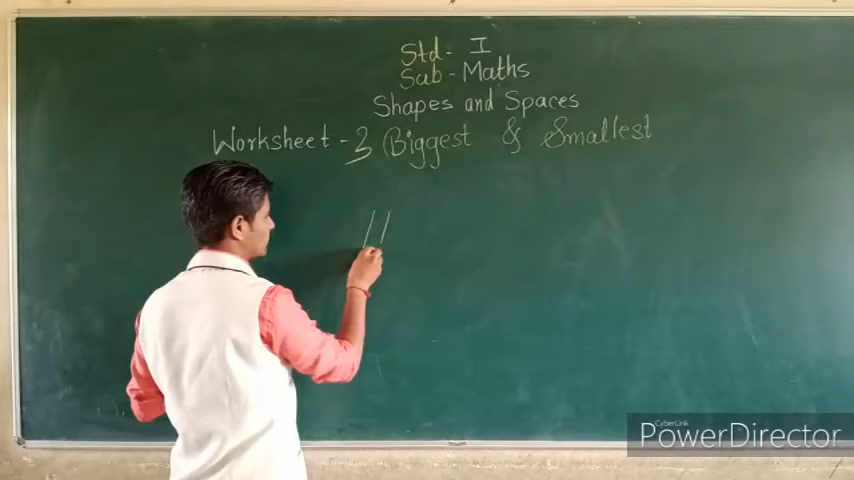 Std - I
Sub - Maths
Shapes and Spaces
Worksheet - 3 (Biggest & Smallest
CyberLink
PowerDirector